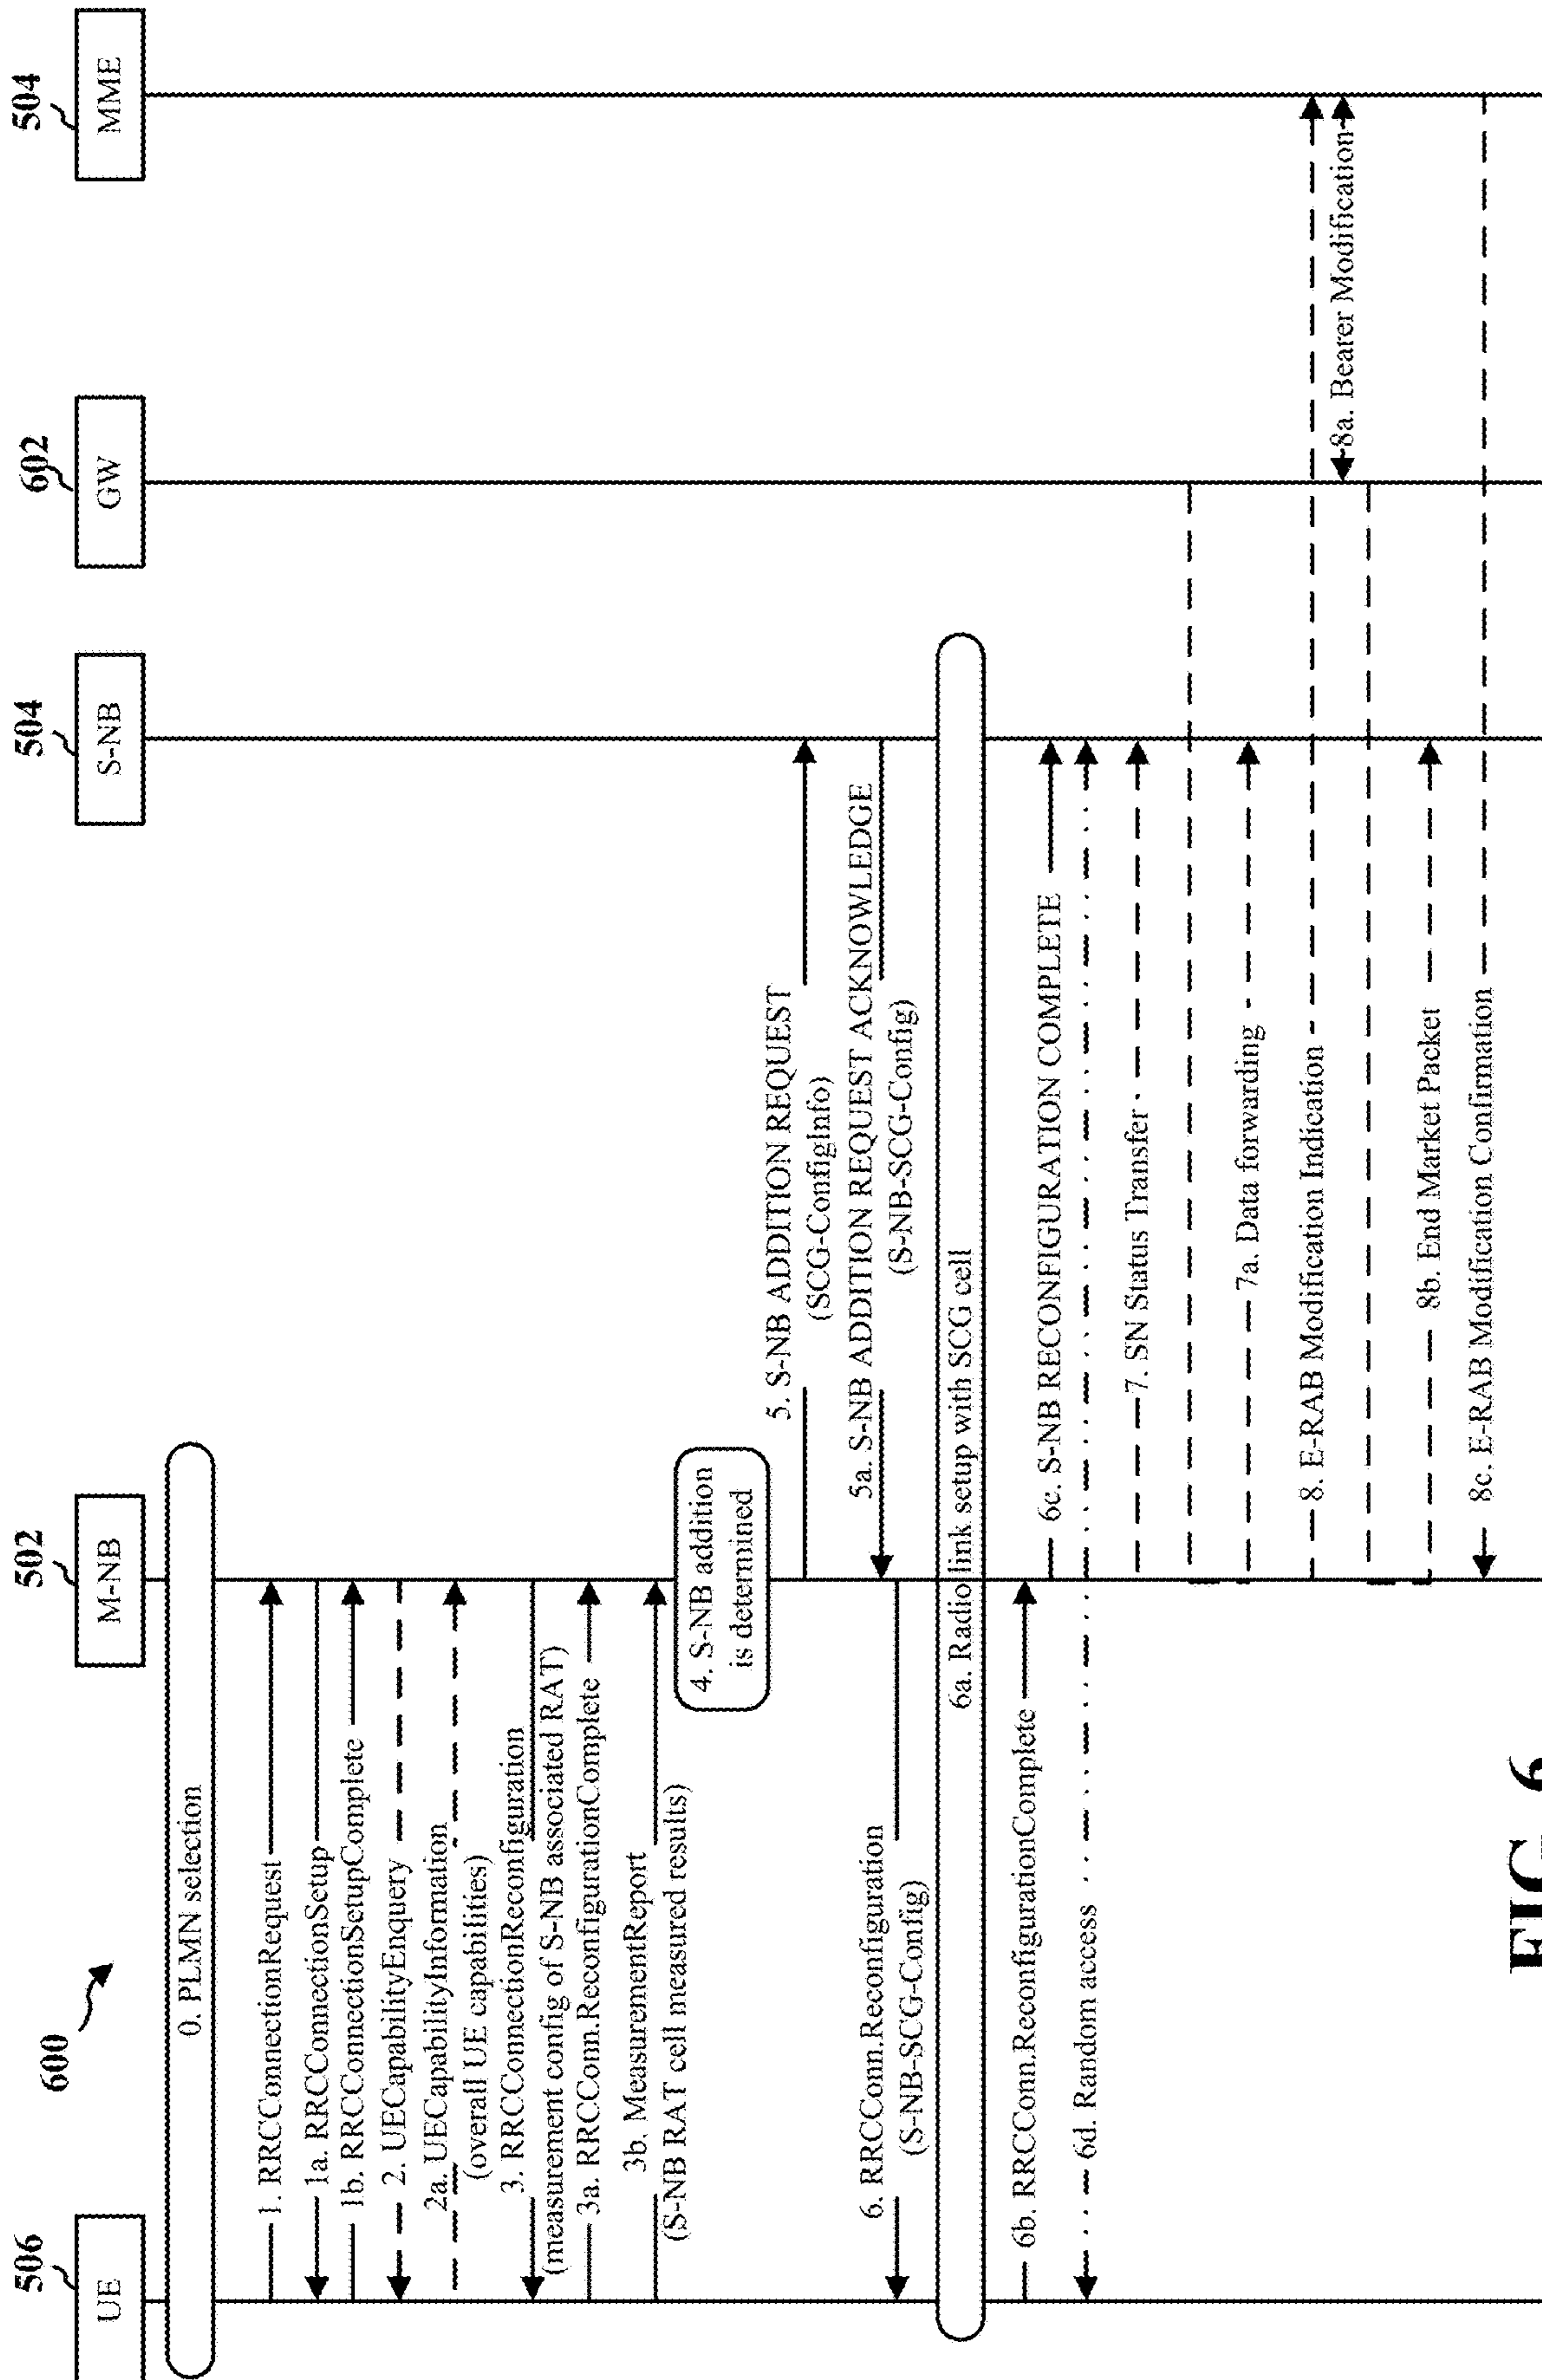 600
506
UE
502
M-NB
504
S-NB
602
GW
504
MME
0. PLMN selection
1. RRCConnectionRequest
1a. RRCConnectionSetup
1b. RRCConnectionSetupComplete
2. UECapabilityEnquery
2a. UECapabilityInformation
(overall UE capabilities)
3. RRCConnectionReconfiguration
(measurement config of S-NB associated RAT)
3a. RRCConn.ReconfigurationComplete
3b. MeasurementReport
(S-NB RAT cell measured results)
4. S-NB addition
is determined
5. S-NB ADDITION REQUEST
(SCG-ConfigInfo)
5a. S-NB ADDITION REQUEST ACKNOWLEDGE
(S-NB-SCG-Config)
6. RRCConn.Reconfiguration
(S-NB-SCG-Config)
6a. Radio link setup with SCG cell
6b. RRCConn.ReconfigurationComplete
6c. S-NB RECONFIGURATION COMPLETE
6d. Random access
7. SN Status Transfer
7a. Data forwarding
8. E-RAB Modification Indication
8a. Bearer Modification
8b. End Market Packet
8c. E-RAB Modification Confirmation
FIG. 6